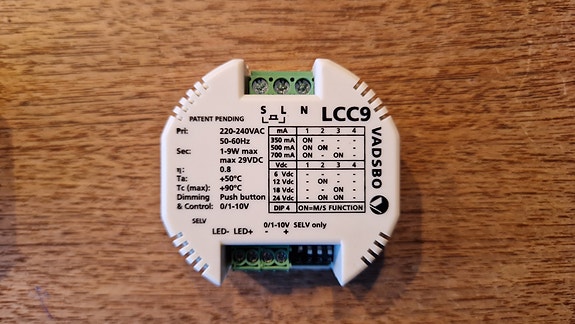 S L N LCC9
PATENT PENDING
VADSBO
Pri: 220-240VAC
50-60Hz
Sec: 1-9W max
max 29VDC
η: 0.8
Ta: +50°C
Tc (max): +90°C
Dimming Push button
& Control: 0/1-10V
mA 1 2 3 4
350 mA ON - - -
500 mA ON ON - -
700 mA ON - ON -
Vdc 1 2 3 4
6 Vdc - - - -
12 Vdc - ON - -
18 Vdc - - ON -
24 Vdc - ON ON -
DIP 4 ON=M/S FUNCTION
SELV
0/1-10V SELV only
LED- LED+ - +